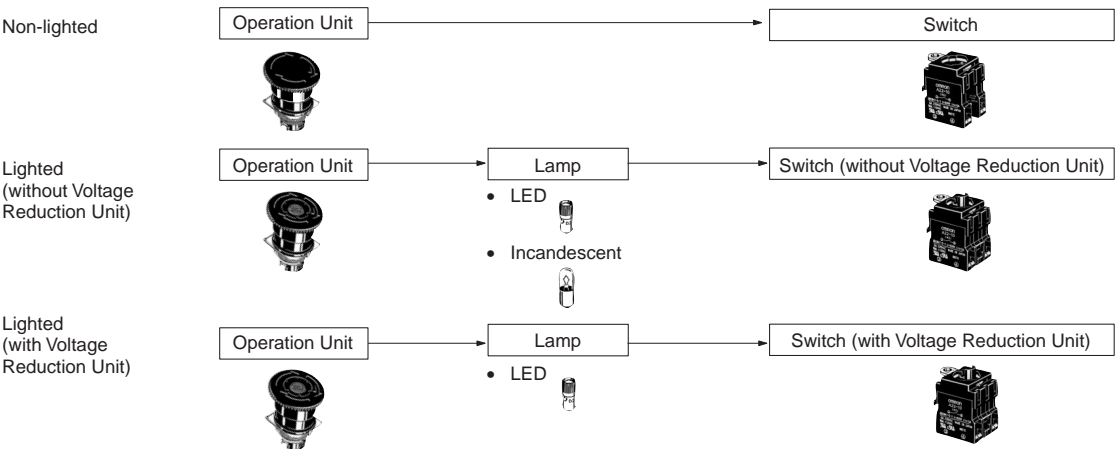 Non-lighted
Operation Unit
Switch
Lighted
(without Voltage
Reduction Unit)
Operation Unit
Lamp
Switch (without Voltage Reduction Unit)
• LED
• Incandescent
Lighted
(with Voltage
Reduction Unit)
Operation Unit
Lamp
Switch (with Voltage Reduction Unit)
• LED